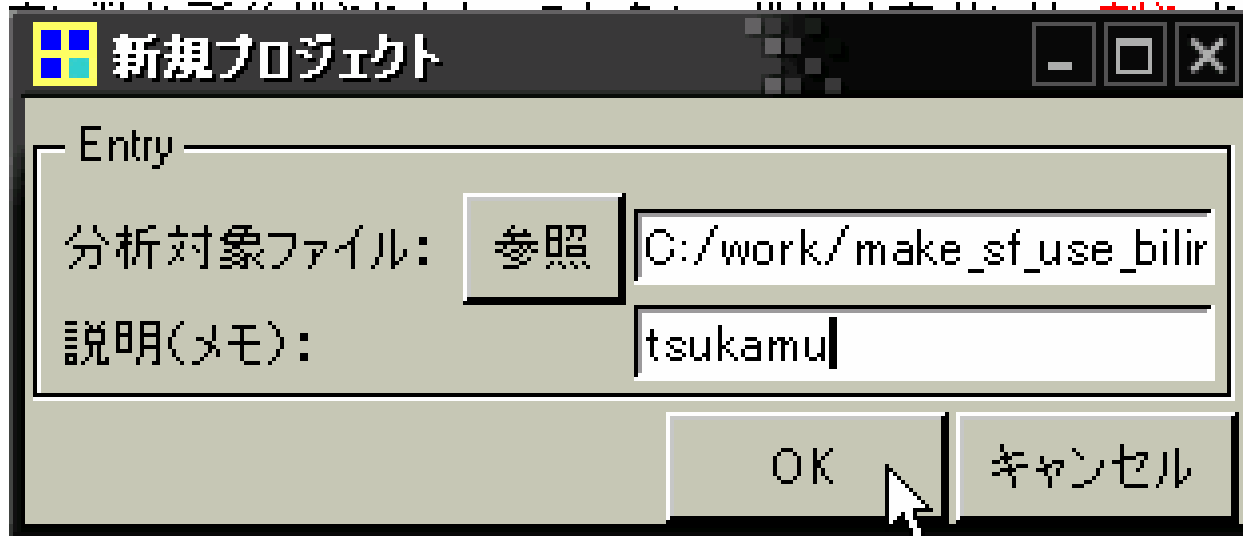 新規プロジェクト
Entry
分析対象ファイル: 参照 C:/work/make_sf_use_bilir
説明(メモ): tsukamu
OK キャンセル